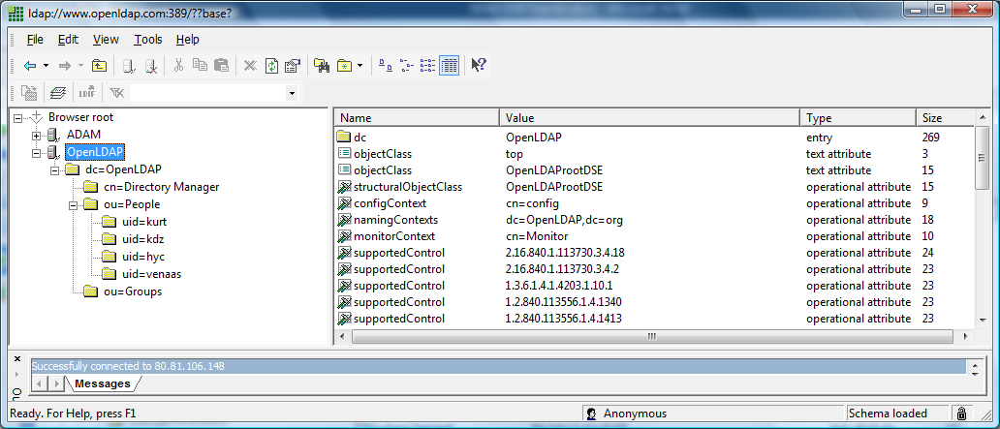 ldap://www.openldap.com:389/??base?
File Edit View Tools Help
LDIF
Browser root
ADAM
OpenLDAP
dc=OpenLDAP
cn=Directory Manager
ou=People
uid=kurt
uid=kdz
uid=hyc
uid=venaas
ou=Groups
Name Value Type Size
dc OpenLDAP entry 269
objectClass top text attribute 3
objectClass OpenLDAProotDSE text attribute 15
structuralObjectClass OpenLDAProotDSE operational attribute 15
configContext cn=config operational attribute 9
namingContexts dc=OpenLDAP,dc=org operational attribute 18
monitorContext cn=Monitor operational attribute 10
supportedControl 2.16.840.1.113730.3.4.18 operational attribute 24
supportedControl 2.16.840.1.113730.3.4.2 operational attribute 23
supportedControl 1.3.6.1.4.1.4203.1.10.1 operational attribute 23
supportedControl 1.2.840.113556.1.4.1340 operational attribute 23
supportedControl 1.2.840.113556.1.4.1413 operational attribute 23
Successfully connected to 80.81.106.148
Messages
Ou
Ready. For Help, press F1 Anonymous Schema loaded